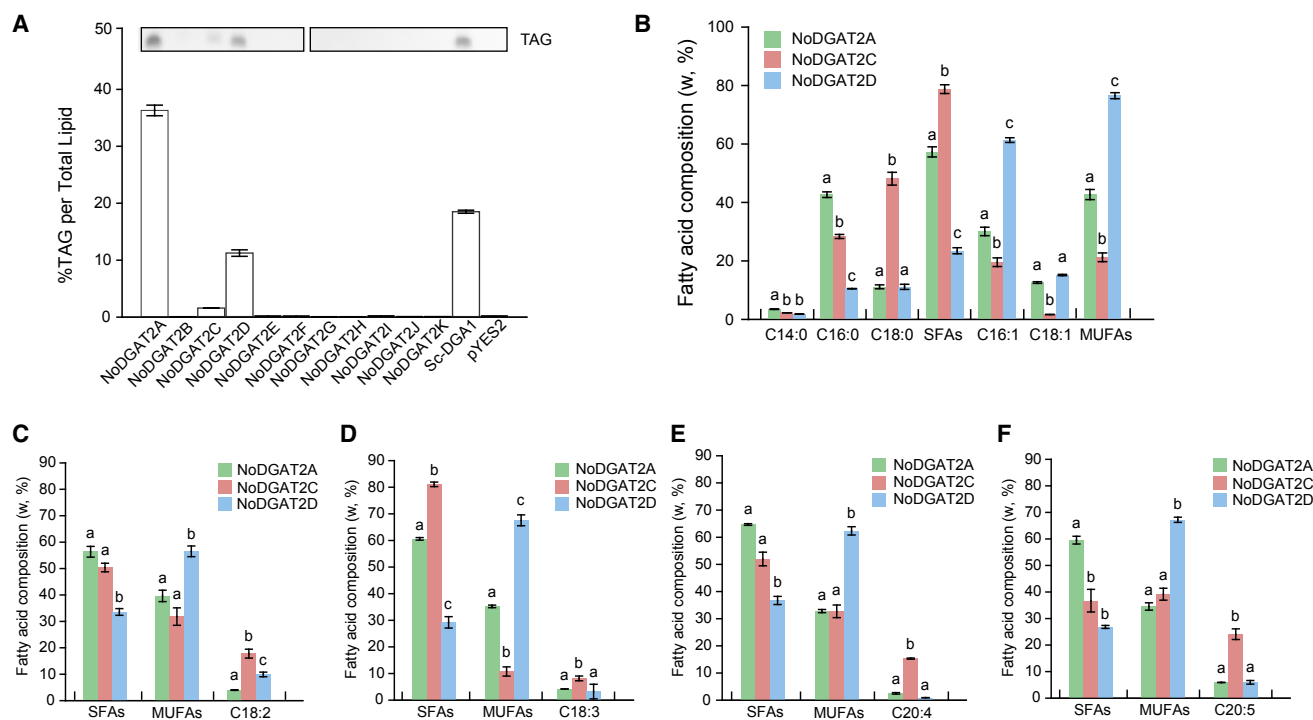 A
%TAG per Total Lipid
50
40
30
20
10
0
TAG
NoDGAT2A
NoDGAT2B
NoDGAT2C
NoDGAT2D
NoDGAT2E
NoDGAT2F
NoDGAT2G
NoDGAT2H
NoDGAT2I
NoDGAT2J
NoDGAT2K
Sc-DGA1
pYES2
B
Fatty acid composition (w, %)
100
80
60
40
20
0
NoDGAT2A
NoDGAT2C
NoDGAT2D
a b b
a b c
a b a
a b c
a b c
a b a
a b c
C14:0 C16:0 C18:0 SFAs C16:1 C18:1 MUFAs
C
Fatty acid composition (w, %)
90
80
70
60
50
40
30
20
10
0
NoDGAT2A
NoDGAT2C
NoDGAT2D
a a b
a a b
a b c
SFAs MUFAs C18:2
D
Fatty acid composition (w, %)
90
80
70
60
50
40
30
20
10
0
NoDGAT2A
NoDGAT2C
NoDGAT2D
a b c
a b c
a b a
SFAs MUFAs C18:3
E
Fatty acid composition (w, %)
90
80
70
60
50
40
30
20
10
0
NoDGAT2A
NoDGAT2C
NoDGAT2D
a a b
a a b
a b a
SFAs MUFAs C20:4
F
Fatty acid composition (w, %)
90
80
70
60
50
40
30
20
10
0
NoDGAT2A
NoDGAT2C
NoDGAT2D
a b b
a a b
a b a
SFAs MUFAs C20:5